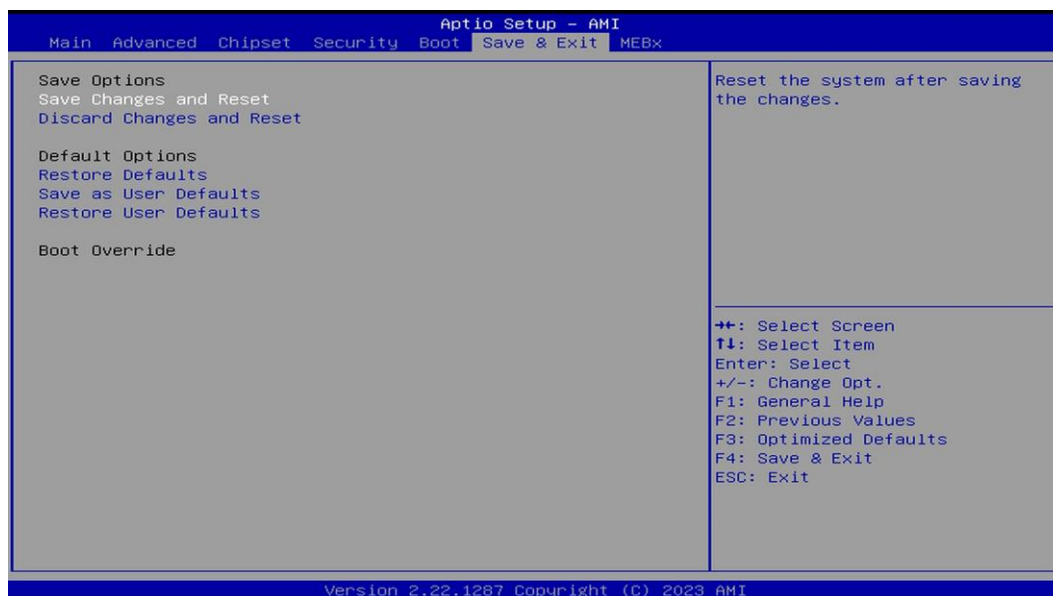 Aptio Setup – AMI
Main Advanced Chipset Security Boot Save & Exit MEBx
Save Options
Save Changes and Reset
Discard Changes and Reset
Default Options
Restore Defaults
Save as User Defaults
Restore User Defaults
Boot Override
Reset the system after saving
the changes.
→←: Select Screen
↑↓: Select Item
Enter: Select
+/-: Change Opt.
F1: General Help
F2: Previous Values
F3: Optimized Defaults
F4: Save & Exit
ESC: Exit
Version 2.22.1287 Copyright (C) 2023 AMI